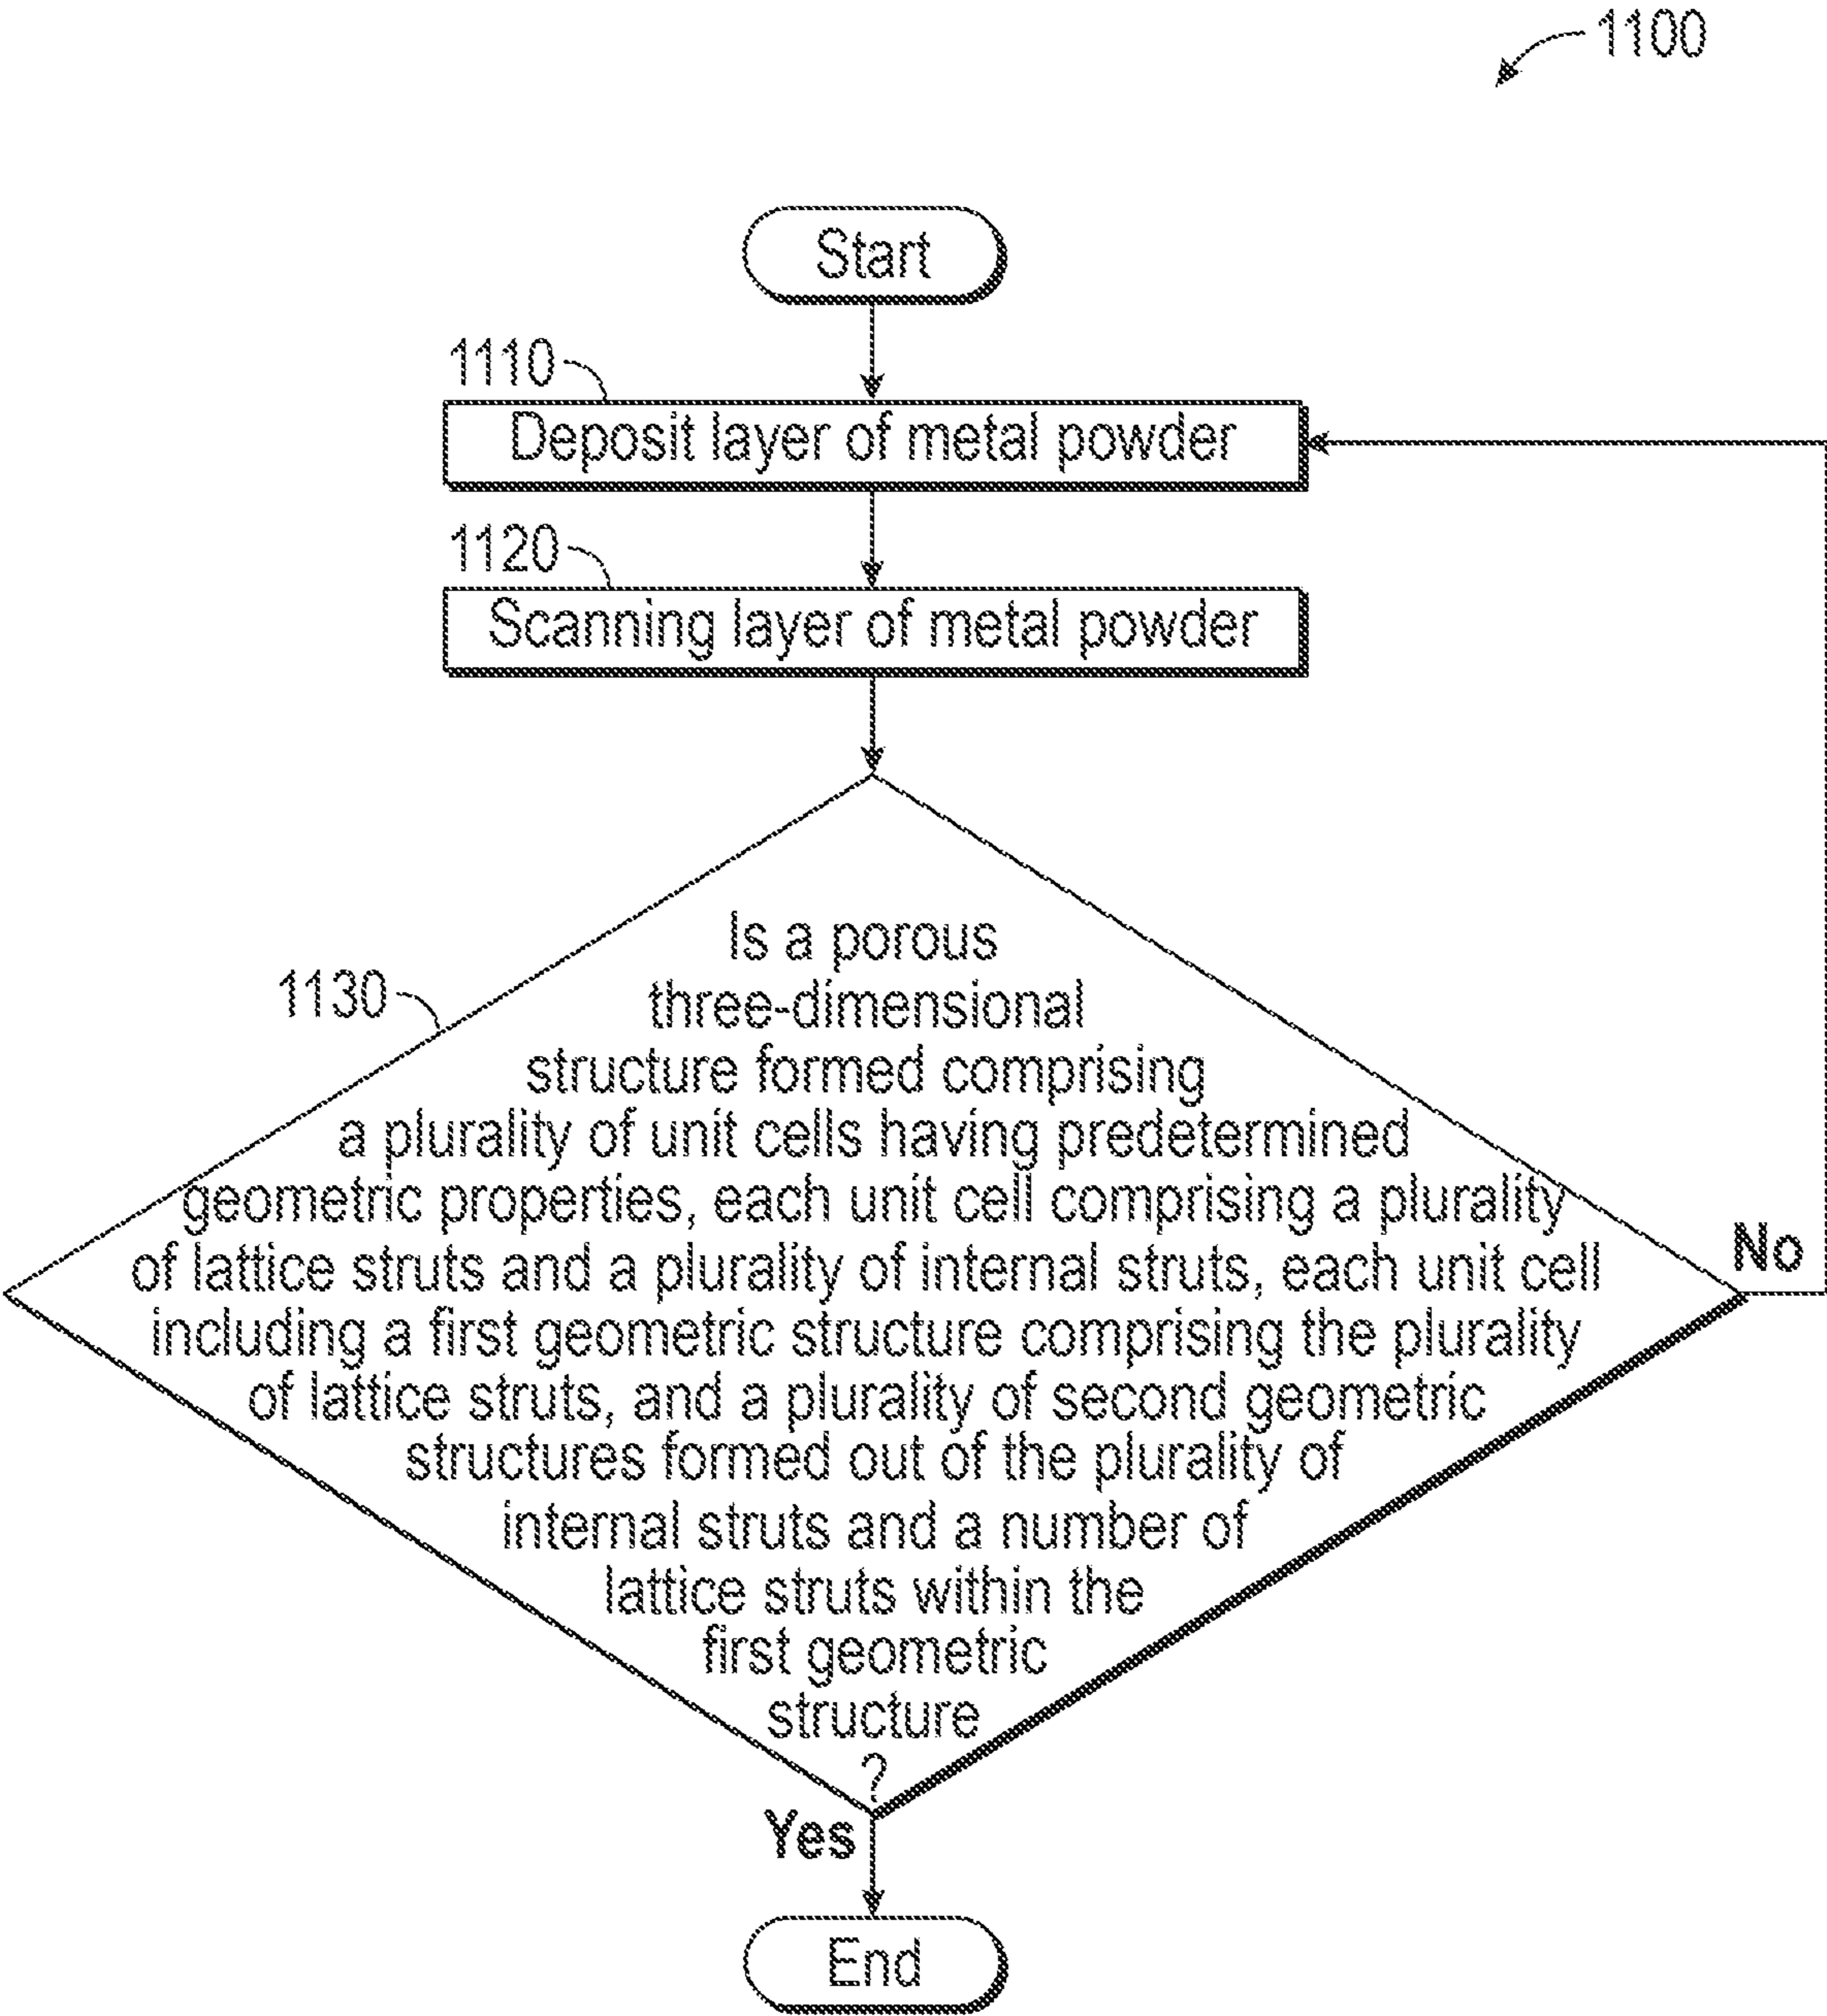 1100
Start
1110
Deposit layer of metal powder
1120
Scanning layer of metal powder
1130
Is a porous
three-dimensional
structure formed comprising
a plurality of unit cells having predetermined
geometric properties, each unit cell comprising a plurality
of lattice struts and a plurality of internal struts, each unit cell
including a first geometric structure comprising the plurality
of lattice struts, and a plurality of second geometric
structures formed out of the plurality of
internal struts and a number of
lattice struts within the
first geometric
structure
?
No
Yes
End